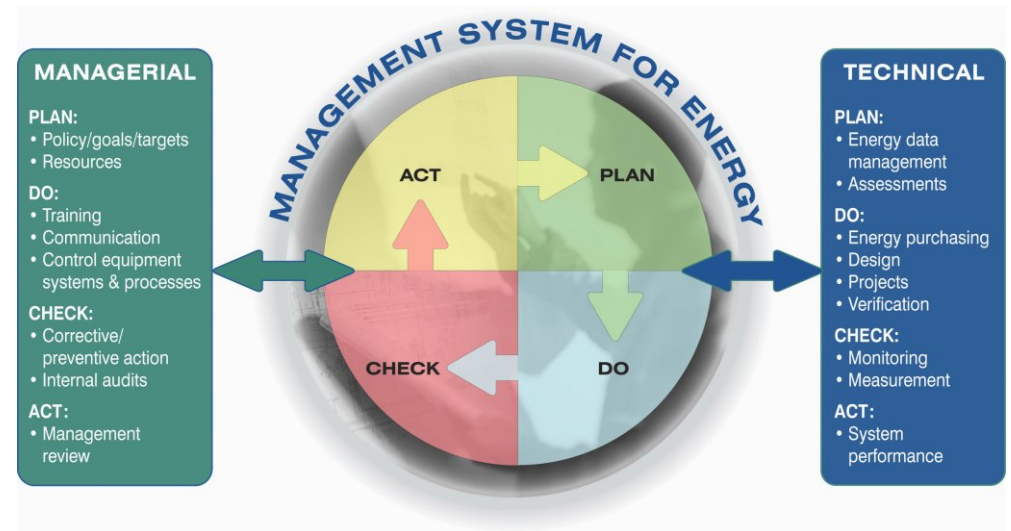 MANAGEMENT SYSTEM FOR ENERGY
MANAGERIAL
PLAN:
• Policy/goals/targets
• Resources
DO:
• Training
• Communication
• Control equipment
systems & processes
CHECK:
• Corrective/
preventive action
• Internal audits
ACT:
• Management
review
ACT
PLAN
CHECK
DO
TECHNICAL
PLAN:
• Energy data
management
• Assessments
DO:
• Energy purchasing
• Design
• Projects
• Verification
CHECK:
• Monitoring
• Measurement
ACT:
• System
performance